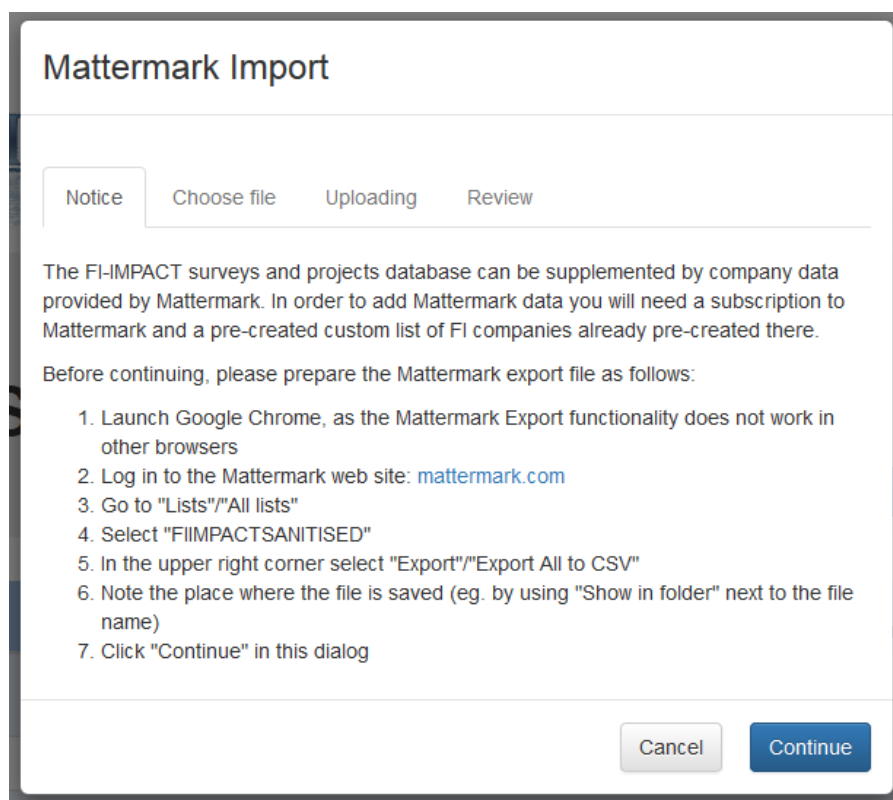 Mattermark Import
Notice
Choose file
Uploading
Review
The FI-IMPACT surveys and projects database can be supplemented by company data
provided by Mattermark. In order to add Mattermark data you will need a subscription to
Mattermark and a pre-created custom list of FI companies already pre-created there.
Before continuing, please prepare the Mattermark export file as follows:
1. Launch Google Chrome, as the Mattermark Export functionality does not work in
other browsers
2. Log in to the Mattermark web site: mattermark.com
3. Go to "Lists"/"All lists"
4. Select "FIIMPACTSANITISED"
5. In the upper right corner select "Export"/"Export All to CSV"
6. Note the place where the file is saved (eg. by using "Show in folder" next to the file
name)
7. Click "Continue" in this dialog
Cancel
Continue